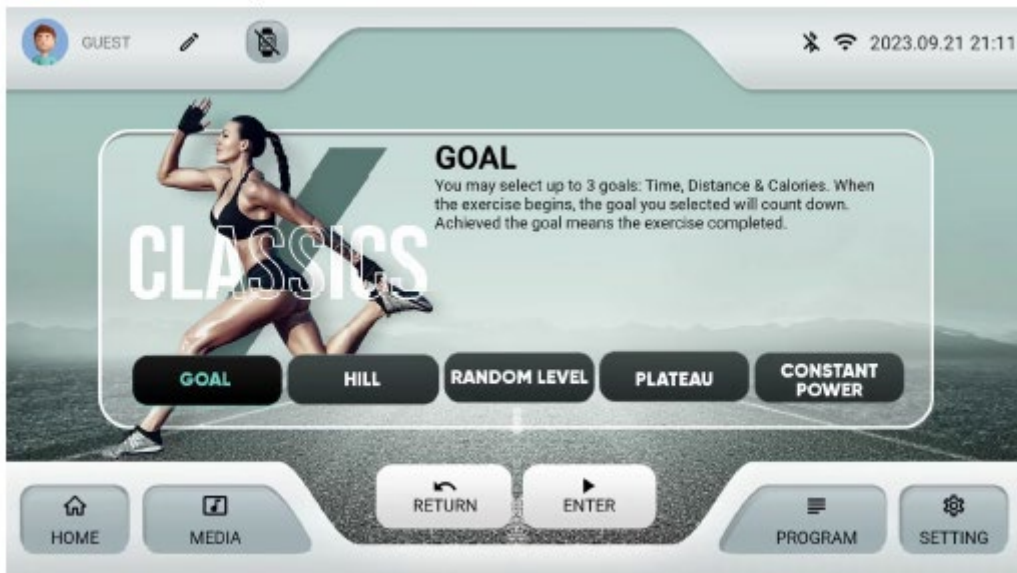 GUEST
2023.09.21 21:11
GOAL
You may select up to 3 goals: Time, Distance & Calories. When
the exercise begins, the goal you selected will count down.
Achieved the goal means the exercise completed.
CLASSICS
GOAL
HILL
RANDOM LEVEL
PLATEAU
CONSTANT
POWER
RETURN
ENTER
HOME
MEDIA
PROGRAM
SETTING